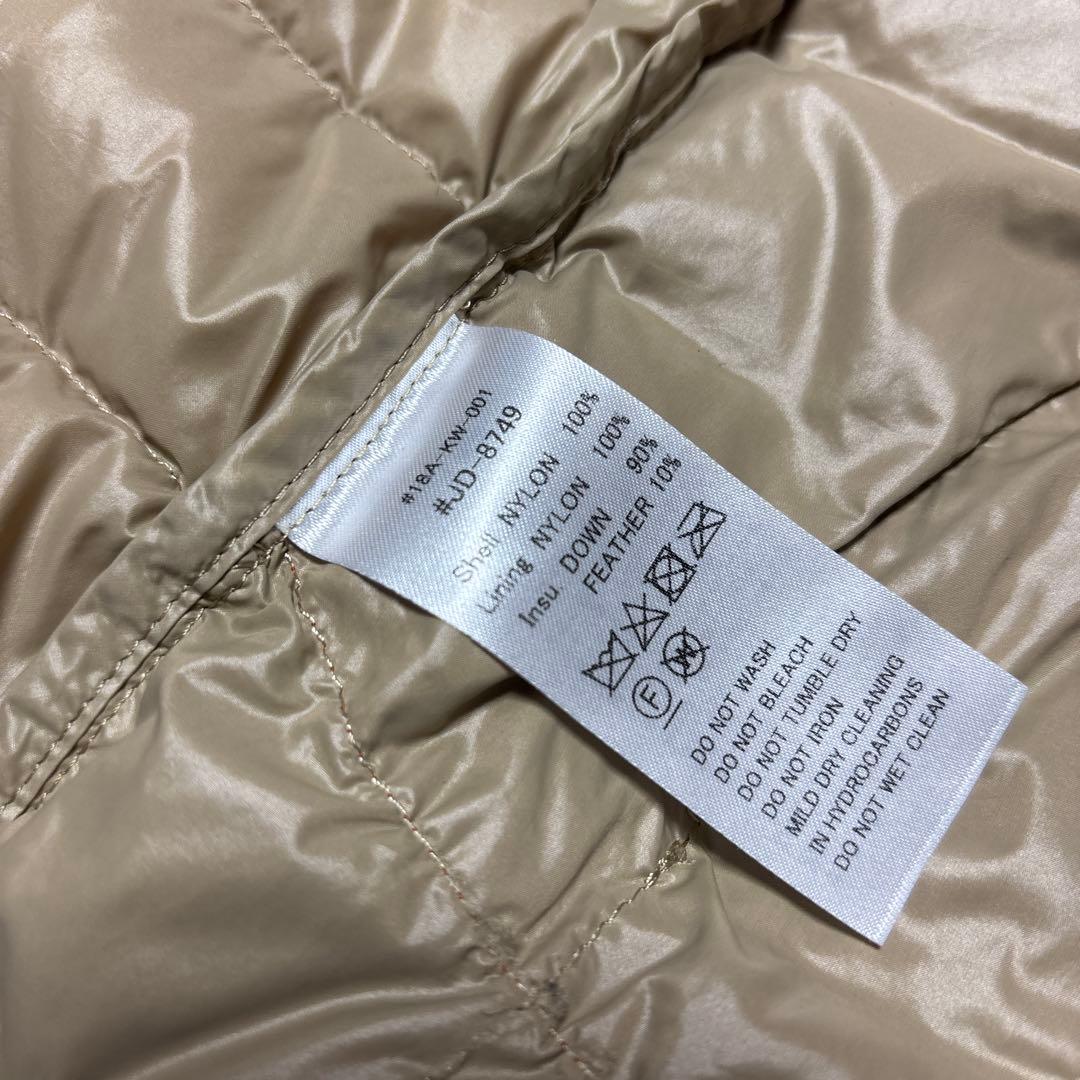 #18A-KW-001
#JD-8749
Shell NYLON 100%
Lining NYLON 100%
Insu. DOWN 90%
FEATHER 10%
F
W
DO NOT WASH
DO NOT BLEACH
DO NOT TUMBLE DRY
DO NOT IRON
MILD DRY CLEANING
IN HYDROCARBONS
DO NOT WET CLEAN